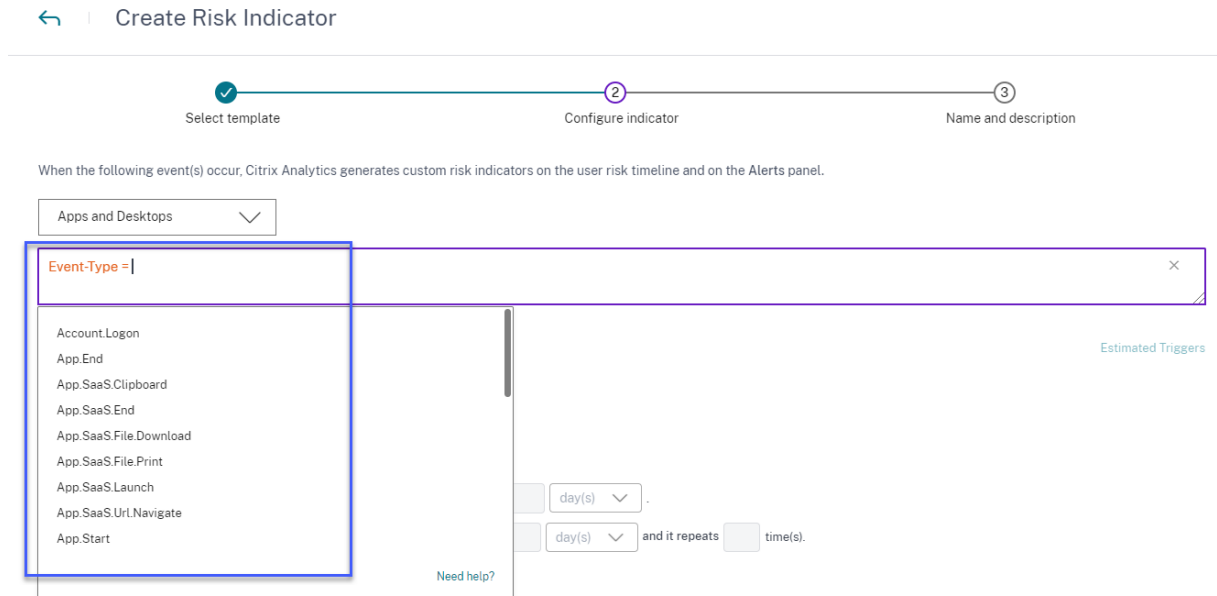 Create Risk Indicator
2
3
Select template
Configure indicator
Name and description
When the following event(s) occur, Citrix Analytics generates custom risk indicators on the user risk timeline and on the Alerts panel.
Apps and Desktops
Event-Type =
Account.Logon
Estimated Triggers
App.End
App.SaaS.Clipboard
App.SaaS.End
App.SaaS.File.Download
App.SaaS.File.Print
App.SaaS.Launch
day(s) .
App.SaaS.Url.Navigate
App.Start
day(s) and it repeats time(s).
Need help?